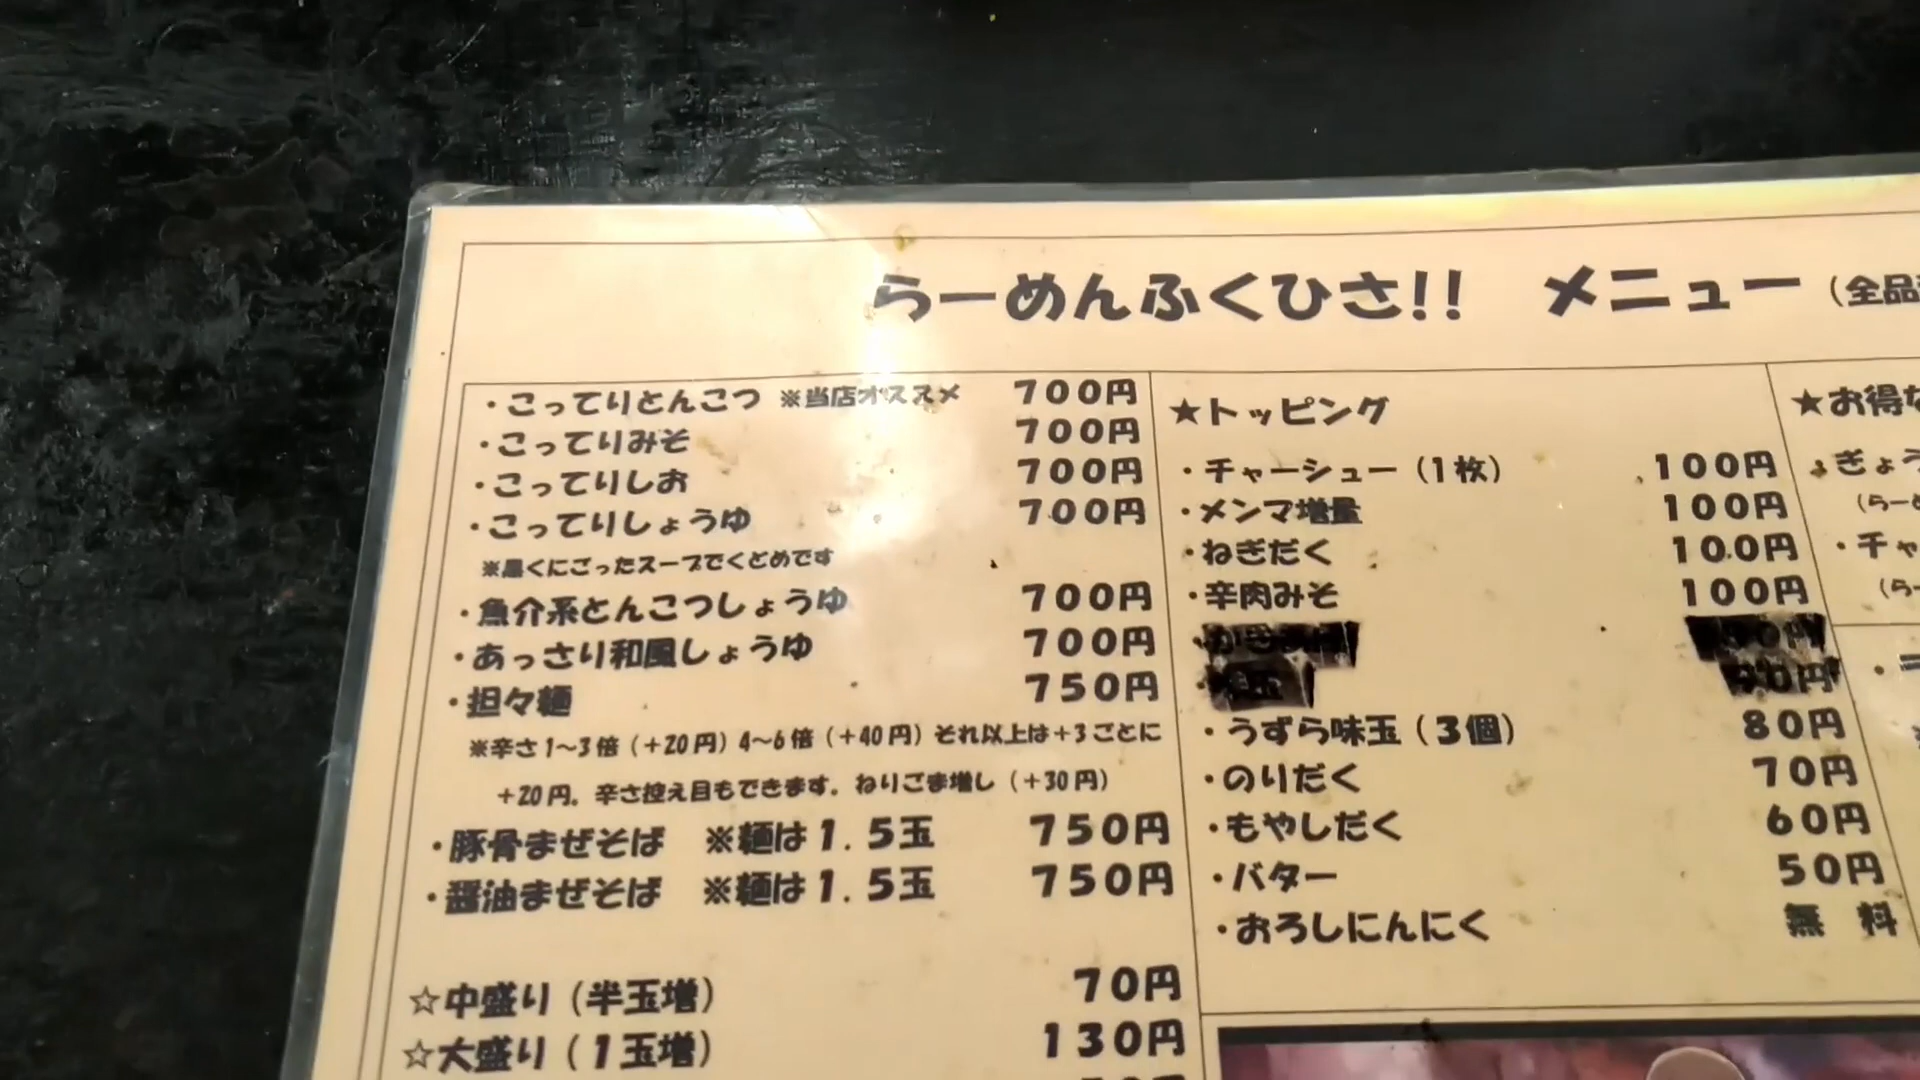 らーめんふくひさ!! メニュー (全品
・こってりとんこつ ※当店オススメ 700円
・こってりみそ 700円
・こってりしお 700円
・こってりしょうゆ 700円
※黒くにごったスープでくどめです
・魚介系とんこつしょうゆ 700円
・あっさり和風しょうゆ 700円
・担々麺 750円
※辛さ1～3倍(+20円)4～6倍(+40円)それ以上は+3ごとに
+20円。辛さ控え目もできます。ねりごま増し(+30円)
・豚骨まぜそば ※麺は1.5玉 750円
・醤油まぜそば ※麺は1.5玉 750円
☆中盛り(半玉増) 70円
☆大盛り(1玉増) 130円
★トッピング
・チャーシュー(1枚) 100円
・メンマ増量 100円
・ねぎだく 100円
・辛肉みそ 100円
・うずら味玉(3個) 80円
・のりだく 70円
・もやしだく 60円
・バター 50円
・おろしにんにく 無料
★お得な
・ぎょう
(らーめ
・チャ
(らー